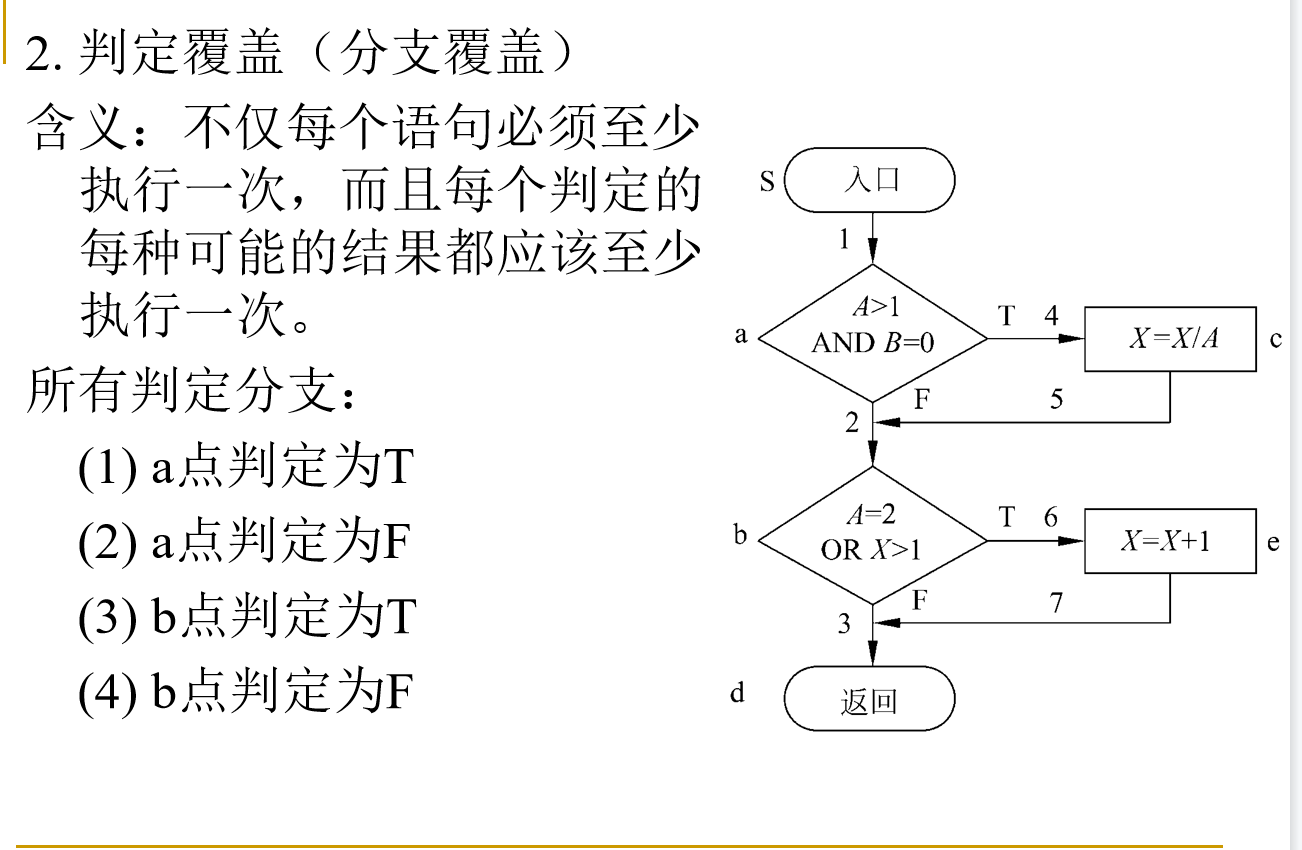 2. 判定覆盖（分支覆盖）
含义：不仅每个语句必须至少
执行一次，而且每个判定的
每种可能的结果都应该至少
执行一次。
所有判定分支：
(1) a点判定为T
(2) a点判定为F
(3) b点判定为T
(4) b点判定为F
S
入口
1
a
A>1
AND B=0
T
4
X=X/A
c
F
5
2
b
A=2
OR X>1
T
6
X=X+1
e
F
7
3
d
返回